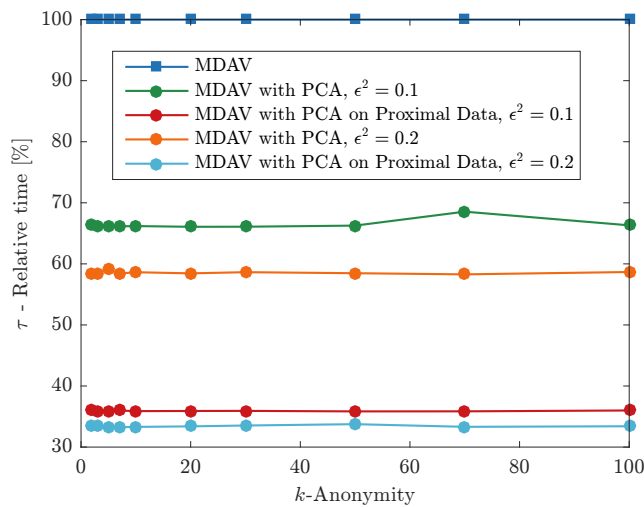 100
90
80
70
60
50
40
30
0
20
40
60
80
100
τ - Relative time [%]
k-Anonymity
MDAV
MDAV with PCA, ϵ² = 0.1
MDAV with PCA on Proximal Data, ϵ² = 0.1
MDAV with PCA, ϵ² = 0.2
MDAV with PCA on Proximal Data, ϵ² = 0.2